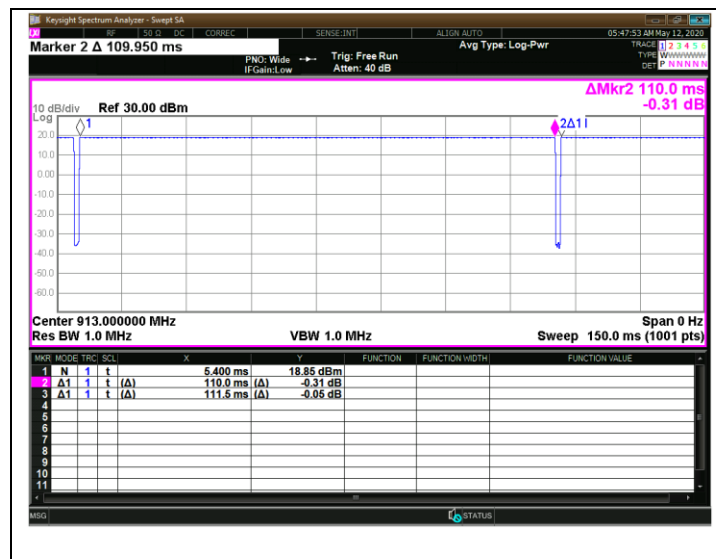 Keysight Spectrum Analyzer - Swept SA
RF 50 Ω DC CORREC SENSE:INT ALIGN AUTO 05:47:53 AM May 12, 2020
Marker 2 Δ 109.950 ms
PNO: Wide Trig: Free Run Avg Type: Log-Pwr TRACE 1 2 3 4 5 6
IFGain:Low Atten: 40 dB TYPE WWWWWW
DET P NNNNN
ΔMkr2 110.0 ms
-0.31 dB
10 dB/div Ref 30.00 dBm
Log
1
2Δ1
20.0
10.0
0.00
-10.0
-20.0
-30.0
-40.0
-50.0
-60.0
Center 913.000000 MHz Span 0 Hz
Res BW 1.0 MHz VBW 1.0 MHz Sweep 150.0 ms (1001 pts)
MKR MODE TRC SCL X Y FUNCTION FUNCTION WIDTH FUNCTION VALUE
1 N 1 t 5.400 ms 18.85 dBm
2 Δ1 1 t (Δ) 110.0 ms (Δ) -0.31 dB
3 Δ1 1 t (Δ) 111.5 ms (Δ) -0.05 dB
4
5
6
7
8
9
10
11
MSG STATUS